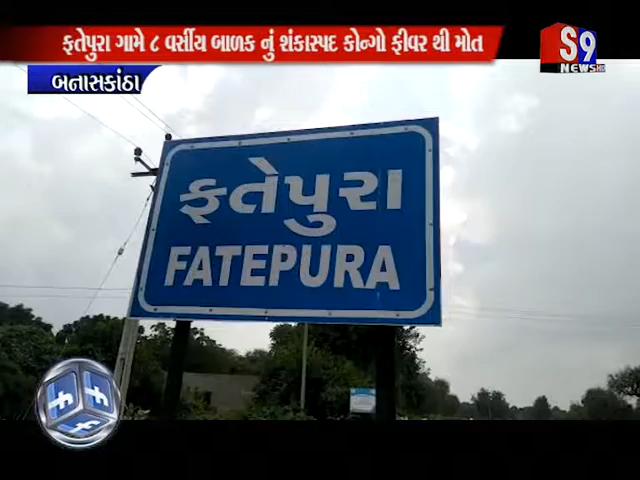 ફતેપુરા ગામે ૮ વર્સીય બાળક નું શંકાસ્પદ કોન્ગો ફીવર થી મોત
S9
NEWS
બનાસકાંઠા
ફતેપુરા
FATEPURA